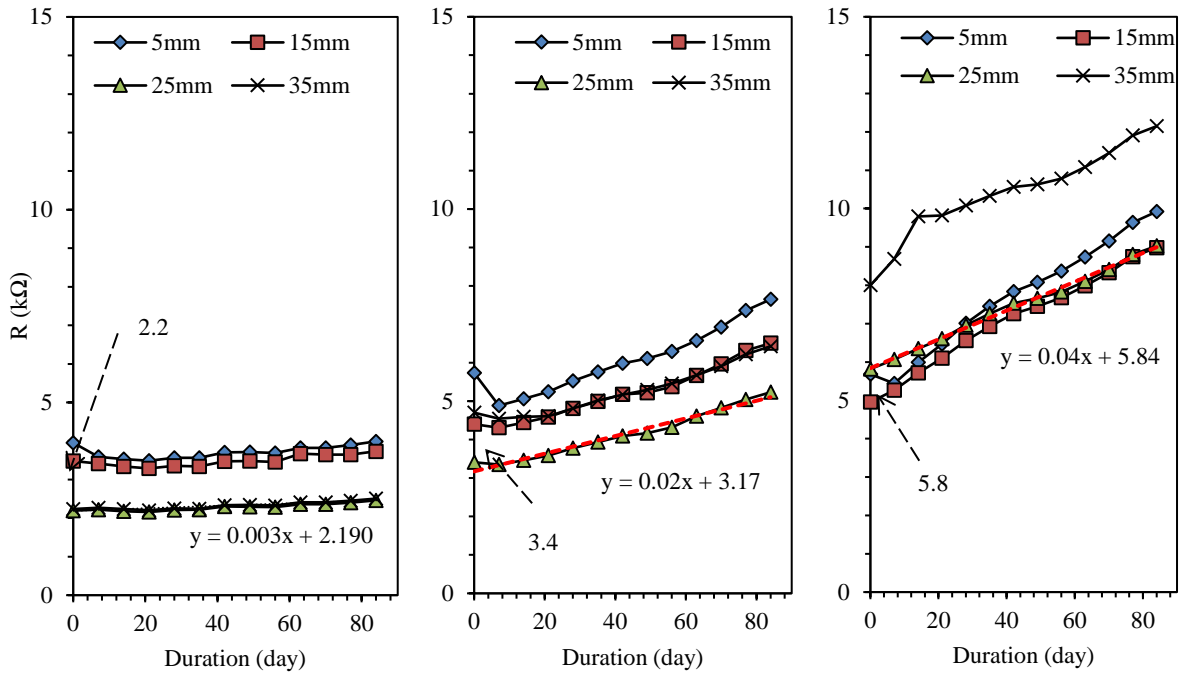 15
10
5
0
R (kΩ)
5mm 15mm
25mm 35mm
2.2
y = 0.003x + 2.190
0 20 40 60 80
Duration (day)
15
10
5
0
5mm 15mm
25mm 35mm
y = 0.02x + 3.17
3.4
0 20 40 60 80
Duration (day)
15
10
5
0
5mm 15mm
25mm 35mm
y = 0.04x + 5.84
5.8
0 20 40 60 80
Duration (day)